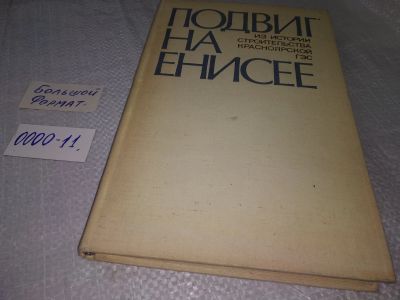 ПОДВИГ
НА
ЕНИСЕЕ
ИЗ ИСТОРИИ
СТРОИТЕЛЬСТВА
КРАСНОЯРСКОЙ
ГЭС
Большой
Формат.
0000-11.